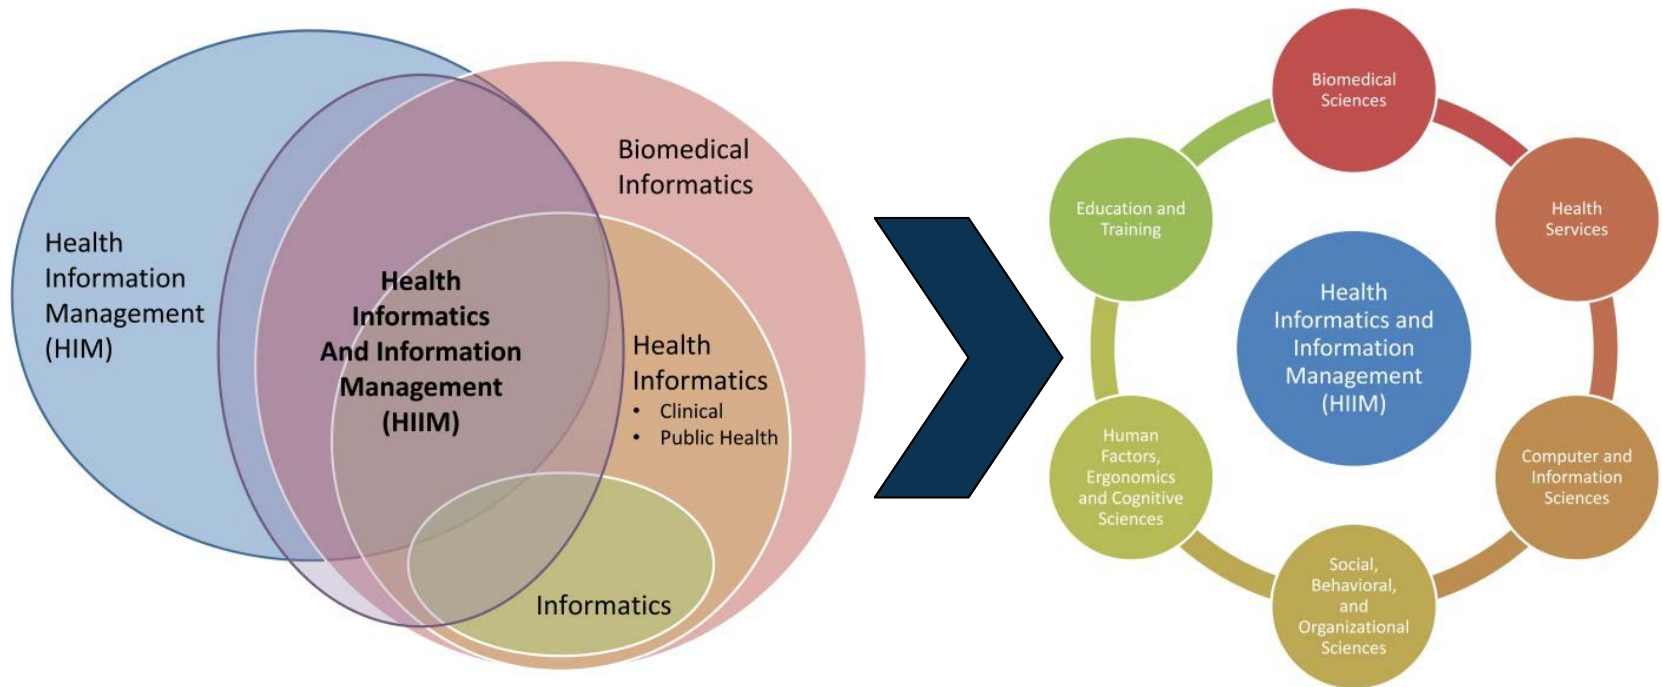 Health
Information
Management
(HIM)
Health
Informatics
And Information
Management
(HIIM)
Biomedical
Informatics
Health
Informatics
• Clinical
• Public Health
Informatics
Biomedical
Sciences
Health
Services
Computer and
Information
Sciences
Social,
Behavioral,
and
Organizational
Sciences
Human
Factors,
Ergonomics
and Cognitive
Sciences
Education and
Training
Health
Informatics and
Information
Management
(HIIM)